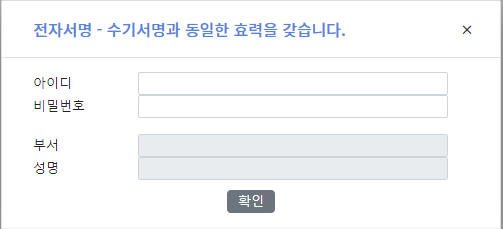 전자서명 - 수기서명과 동일한 효력을 갖습니다.
아이디
비밀번호
부서
성명
확인